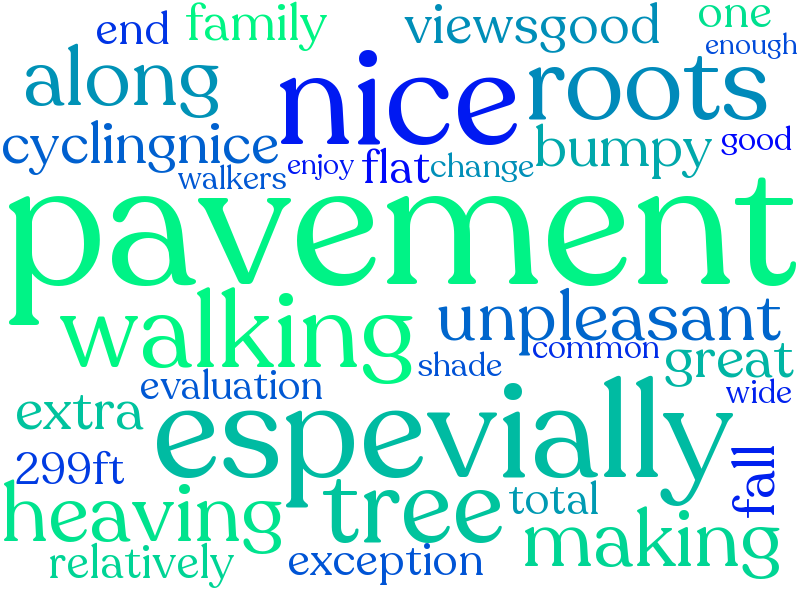 end family viewsgood one
enough
along nice roots
cyclingnice bumpy good
walkers enjoy flat change
pavement
walking unpleasant
common
shade great
evaluation wide
extra especially
299ft fall
heaving tree total making
relatively exception